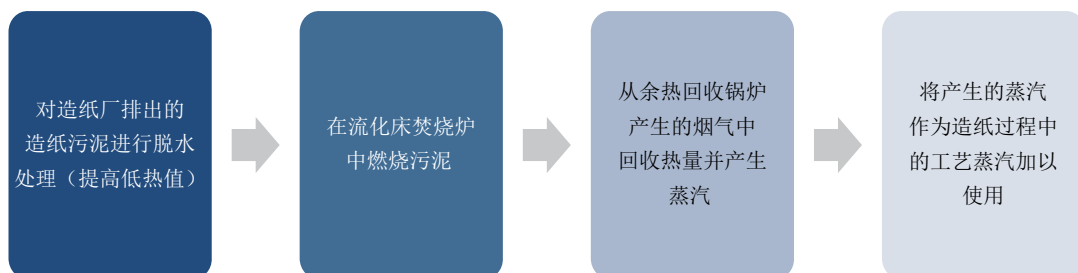 对造纸厂排出的
造纸污泥进行脱水
处理（提高低热值）
在流化床焚烧炉
中燃烧污泥
从余热回收锅炉
产生的烟气中
回收热量并产生
蒸汽
将产生的蒸汽
作为造纸过程中
的工艺蒸汽加以
使用